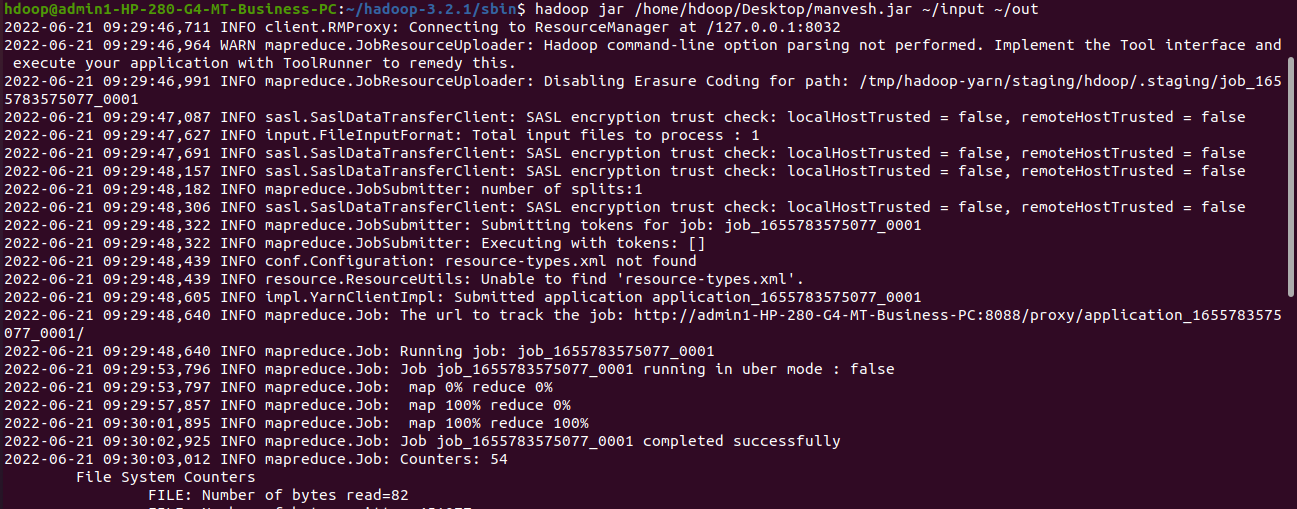 hdoop@admin1-HP-280-G4-MT-Business-PC:~/hadoop-3.2.1/sbin$ hadoop jar /home/hdoop/Desktop/manvesh.jar ~/input ~/out
2022-06-21 09:29:46,711 INFO client.RMProxy: Connecting to ResourceManager at /127.0.0.1:8032
2022-06-21 09:29:46,964 WARN mapreduce.JobResourceUploader: Hadoop command-line option parsing not performed. Implement the Tool interface and
 execute your application with ToolRunner to remedy this.
2022-06-21 09:29:46,991 INFO mapreduce.JobResourceUploader: Disabling Erasure Coding for path: /tmp/hadoop-yarn/staging/hdoop/.staging/job_165
5783575077_0001
2022-06-21 09:29:47,087 INFO sasl.SaslDataTransferClient: SASL encryption trust check: localHostTrusted = false, remoteHostTrusted = false
2022-06-21 09:29:47,627 INFO input.FileInputFormat: Total input files to process : 1
2022-06-21 09:29:47,691 INFO sasl.SaslDataTransferClient: SASL encryption trust check: localHostTrusted = false, remoteHostTrusted = false
2022-06-21 09:29:48,157 INFO sasl.SaslDataTransferClient: SASL encryption trust check: localHostTrusted = false, remoteHostTrusted = false
2022-06-21 09:29:48,182 INFO mapreduce.JobSubmitter: number of splits:1
2022-06-21 09:29:48,306 INFO sasl.SaslDataTransferClient: SASL encryption trust check: localHostTrusted = false, remoteHostTrusted = false
2022-06-21 09:29:48,322 INFO mapreduce.JobSubmitter: Submitting tokens for job: job_1655783575077_0001
2022-06-21 09:29:48,322 INFO mapreduce.JobSubmitter: Executing with tokens: []
2022-06-21 09:29:48,439 INFO conf.Configuration: resource-types.xml not found
2022-06-21 09:29:48,439 INFO resource.ResourceUtils: Unable to find 'resource-types.xml'.
2022-06-21 09:29:48,605 INFO impl.YarnClientImpl: Submitted application application_1655783575077_0001
2022-06-21 09:29:48,640 INFO mapreduce.Job: The url to track the job: http://admin1-HP-280-G4-MT-Business-PC:8088/proxy/application_1655783575
077_0001/
2022-06-21 09:29:48,640 INFO mapreduce.Job: Running job: job_1655783575077_0001
2022-06-21 09:29:53,796 INFO mapreduce.Job: Job job_1655783575077_0001 running in uber mode : false
2022-06-21 09:29:53,797 INFO mapreduce.Job:  map 0% reduce 0%
2022-06-21 09:29:57,857 INFO mapreduce.Job:  map 100% reduce 0%
2022-06-21 09:30:01,895 INFO mapreduce.Job:  map 100% reduce 100%
2022-06-21 09:30:02,925 INFO mapreduce.Job: Job job_1655783575077_0001 completed successfully
2022-06-21 09:30:03,012 INFO mapreduce.Job: Counters: 54
        File System Counters
                FILE: Number of bytes read=82